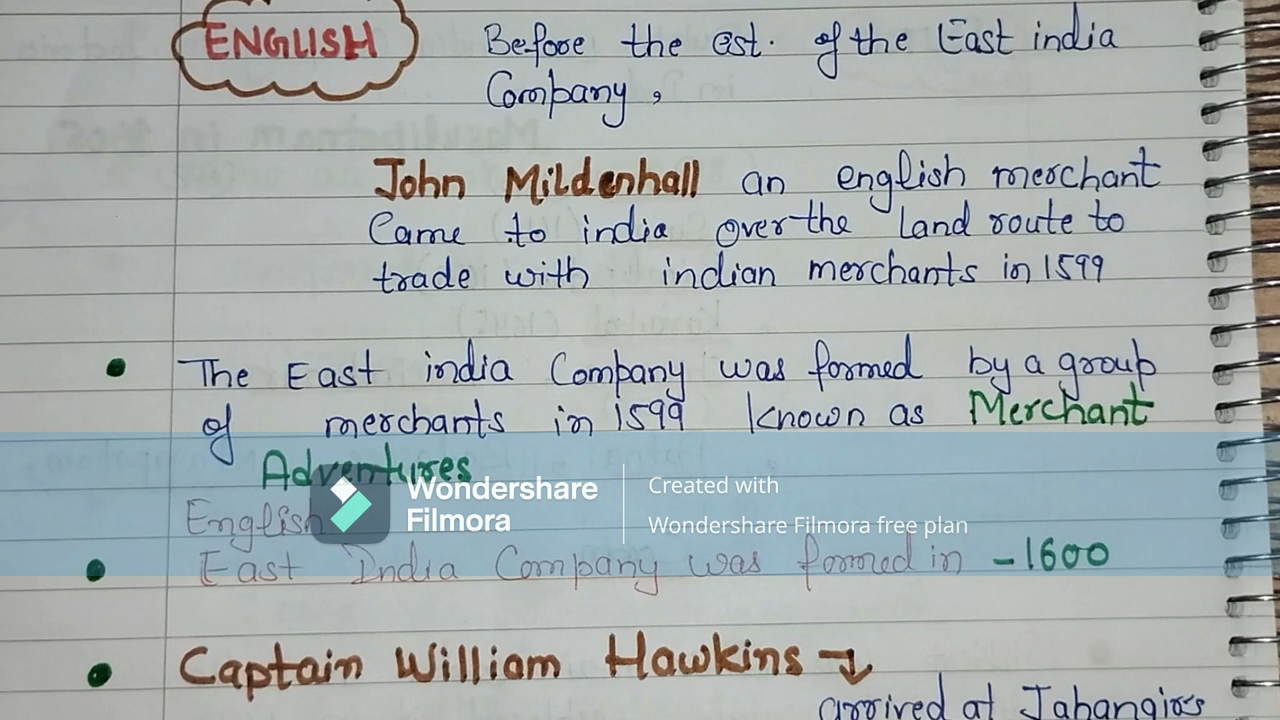 ENGLISH
Before the est. of the East india
Company,
John Mildenhall an english merchant
Came to india over the land route to
trade with indian merchants in 1599
The East india Company was formed by a group
of merchants in 1599 known as Merchant
Adventures
Wondershare
Filmora
Created with
Wondershare Filmora free plan
English
East India Company was formed in - 1600
Captain William Hawkins
arrived at Jahangirs